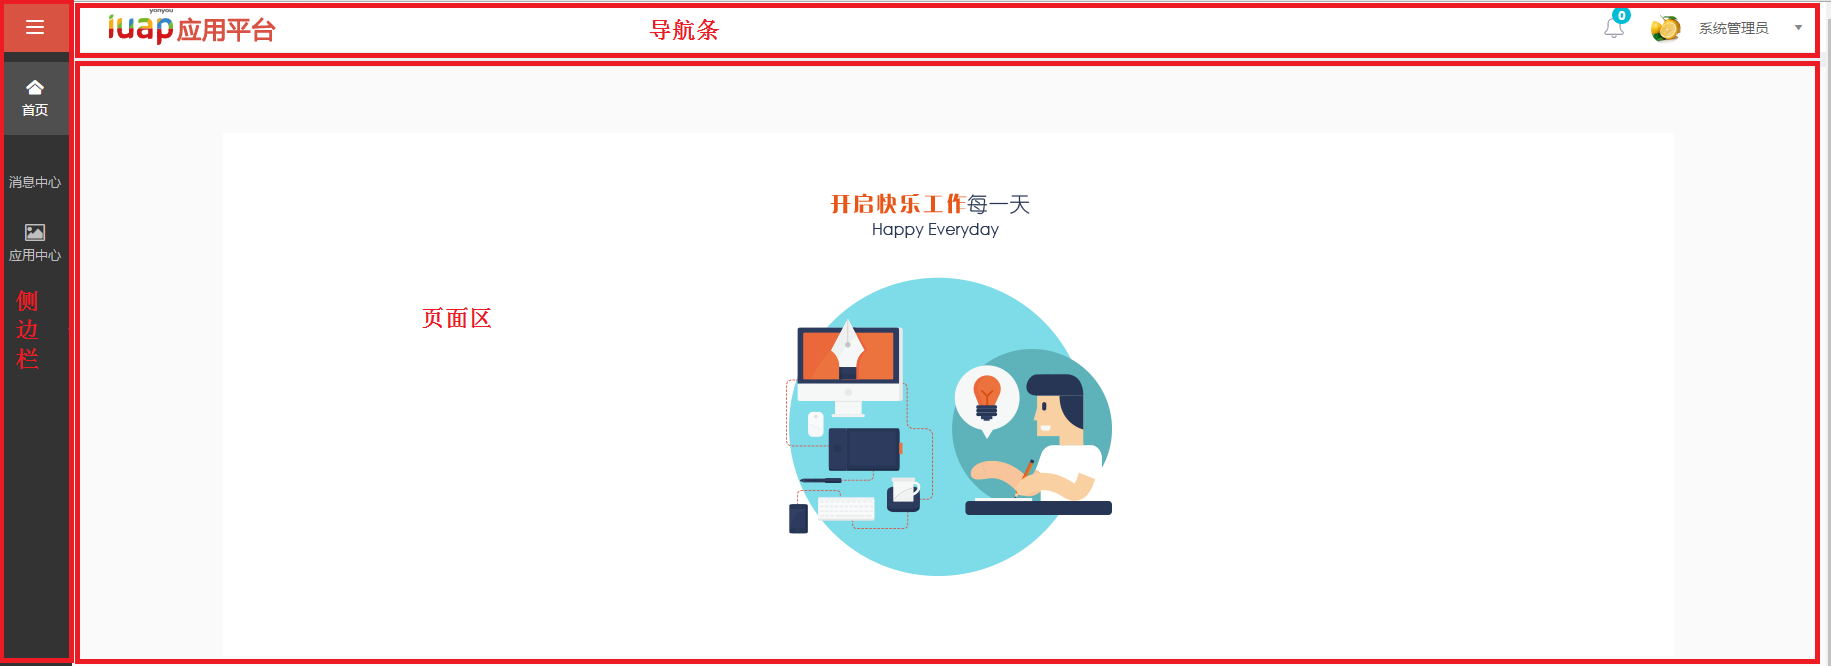 yonyou
iuap应用平台
导航条
0
系统管理员
首页
消息中心
应用中心
侧
边
栏
页面区
开启快乐工作每一天
Happy Everyday